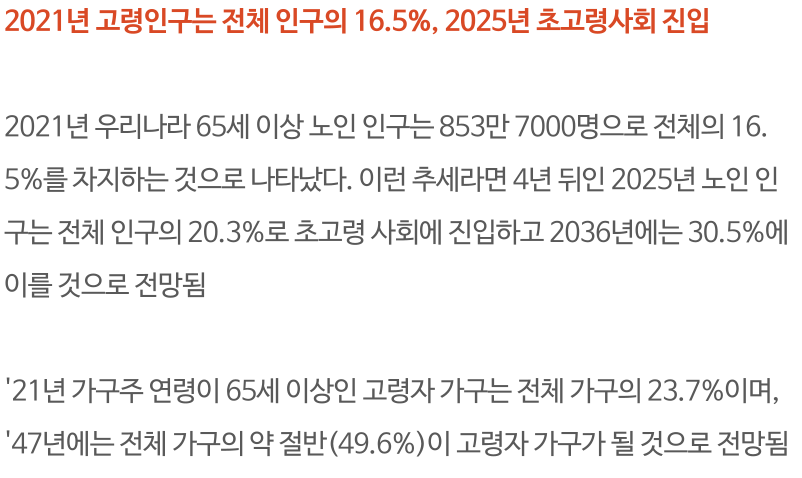 2021년 고령인구는 전체 인구의 16.5%, 2025년 초고령사회 진입
2021년 우리나라 65세 이상 노인 인구는 853만 7000명으로 전체의 16.
5%를 차지하는 것으로 나타났다. 이런 추세라면 4년 뒤인 2025년 노인 인
구는 전체 인구의 20.3%로 초고령 사회에 진입하고 2036년에는 30.5%에
이를 것으로 전망됨
'21년 가구주 연령이 65세 이상인 고령자 가구는 전체 가구의 23.7%이며,
'47년에는 전체 가구의 약 절반(49.6%)이 고령자 가구가 될 것으로 전망됨